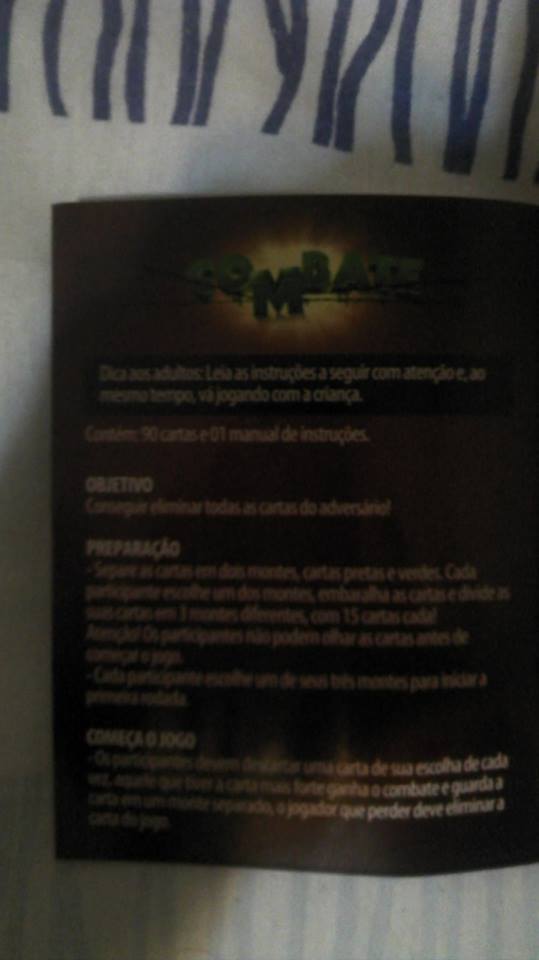 COMBATE
Dica aos adultos: Leia as instruções a seguir com atenção e, ao
mesmo tempo, vá jogando com a criança.
Contém: 90 cartas e 01 manual de instruções.
OBJETIVO
Conseguir eliminar todas as cartas do adversário!
PREPARAÇÃO
- Separe as cartas em dois montes, cartas pretas e verdes. Cada
participante escolhe um dos montes, embaralha as cartas e divide as
suas cartas em 3 montes diferentes, com 15 cartas cada!
Atenção! Os participantes não podem olhar as cartas antes de
começar o jogo.
- Cada participante escolhe um de seus três montes para iniciar a
primeira rodada.
COMEÇA O JOGO
- Os participantes devem descartar uma carta de sua escolha de cada
vez, aquele que tiver a carta mais forte ganha o combate e guarda a
carta em um monte separado, o jogador que perder deve eliminar a
carta do jogo.